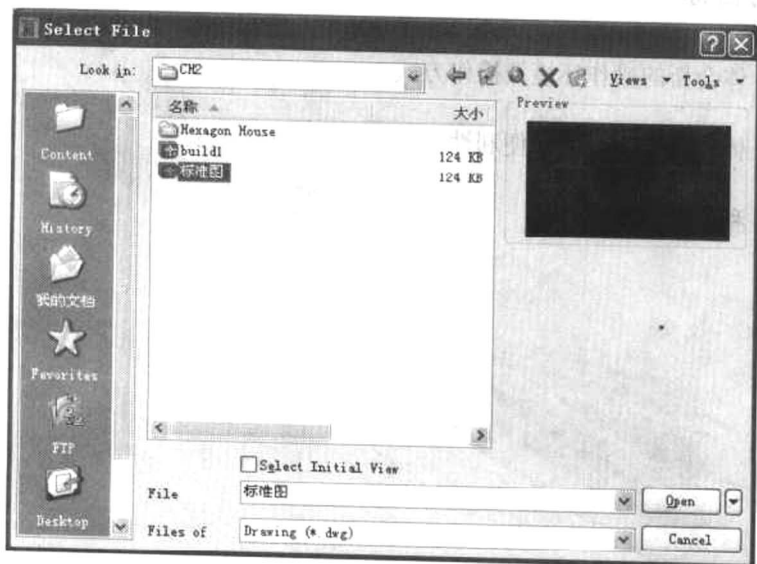 Select File
Look in: CH2 Views Tools
Content
History
我的文档
Favorites
FTP
Desktop
名称 大小
Hexagon House
build1 124 KB
标准图 124 KB
Preview
Select Initial View
File 标准图 Open
Files of Drawing (*.dwg) Cancel